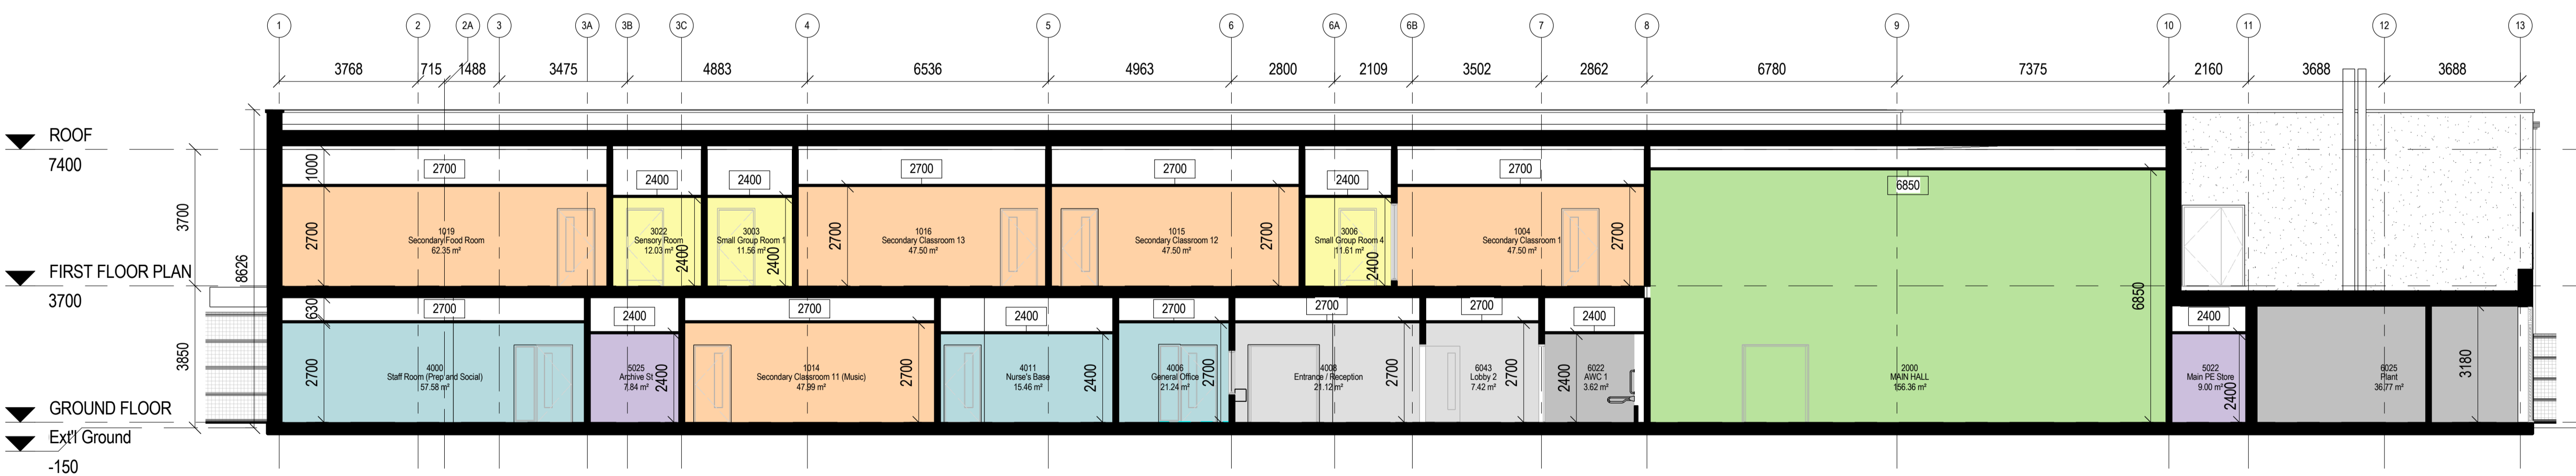 1
2
2A
3
3A
3B
3C
4
5
6
6A
6B
7
8
9
10
11
12
13
3768
715
1488
3475
4883
6536
4963
2800
2109
3502
2862
6780
7375
2160
3688
3688
ROOF
7400
FIRST FLOOR PLAN
3700
GROUND FLOOR
Ext'l Ground
-150
3700
3850
8626
1000
2700
2700
2400
2400
2700
2700
2400
2700
6850
2700
1019
Secondary Food Room
62.35 m²
3022
Sensory Room
12.03 m²
2400
3003
Small Group Room 1
11.56 m²
2400
2700
1016
Secondary Classroom 13
47.50 m²
1015
Secondary Classroom 12
47.50 m²
2700
3006
Small Group Room 4
11.61 m²
2400
1004
Secondary Classroom 1
47.50 m²
2700
6850
630
2700
2400
2700
2400
2700
2700
2700
2400
2400
2700
4000
Staff Room (Prep and Social)
57.58 m²
5025
Archive St
7.84 m²
2400
1014
Secondary Classroom 11 (Music)
47.99 m²
2700
4011
Nurse's Base
15.46 m²
2400
4006
General Office
21.24 m²
2700
4008
Entrance / Reception
21.12 m²
2700
6043
Lobby 2
7.42 m²
2700
2400
6022
AWC 1
3.62 m²
2000
MAIN HALL
156.36 m²
5022
Main PE Store
9.00 m²
2400
6025
Plant
36.77 m²
3180